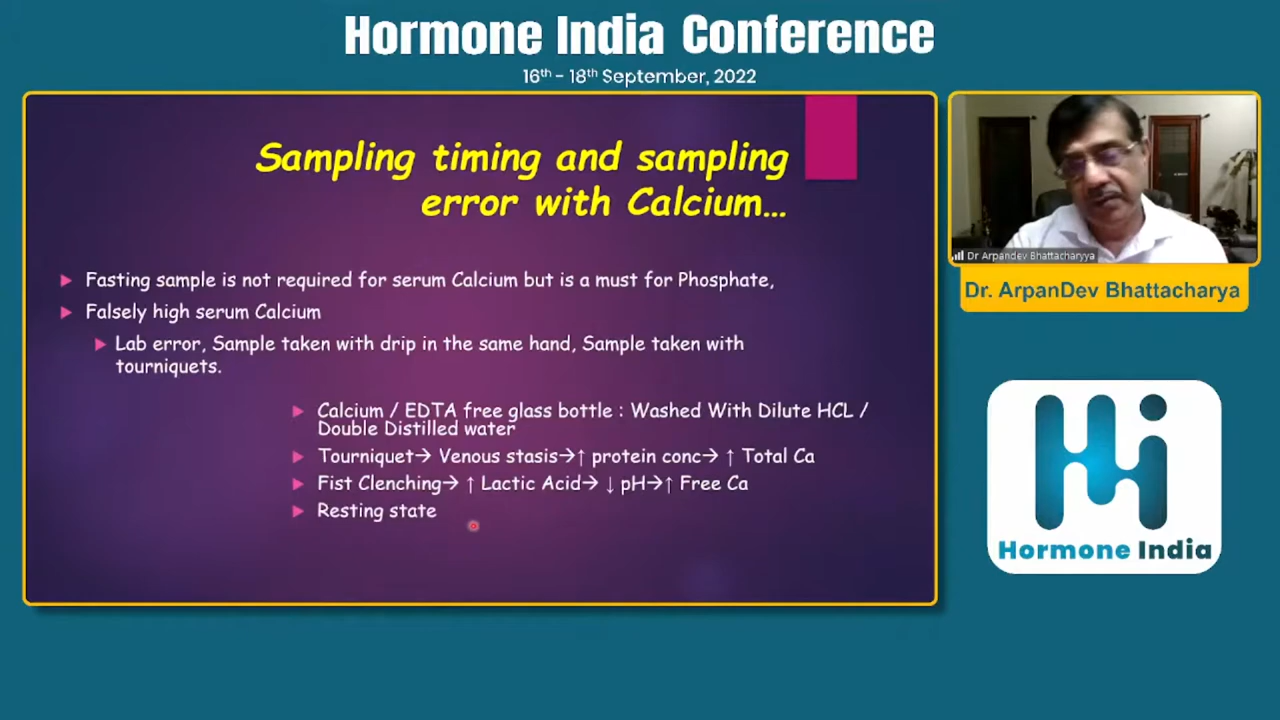 Hormone India Conference
16th - 18th September, 2022
Sampling timing and sampling
error with Calcium...
Fasting sample is not required for serum Calcium but is a must for Phosphate,
Falsely high serum Calcium
Lab error, Sample taken with drip in the same hand, Sample taken with
tourniquets.
Calcium / EDTA free glass bottle : Washed With Dilute HCL /
Double Distilled water
Tourniquet→ Venous stasis→↑ protein conc→ ↑ Total Ca
Fist Clenching→ ↑ Lactic Acid→ ↓ pH→↑ Free Ca
Resting state
Dr Arpandev Bhattacharyya
Dr. ArpanDev Bhattacharya
Hi
Hormone India